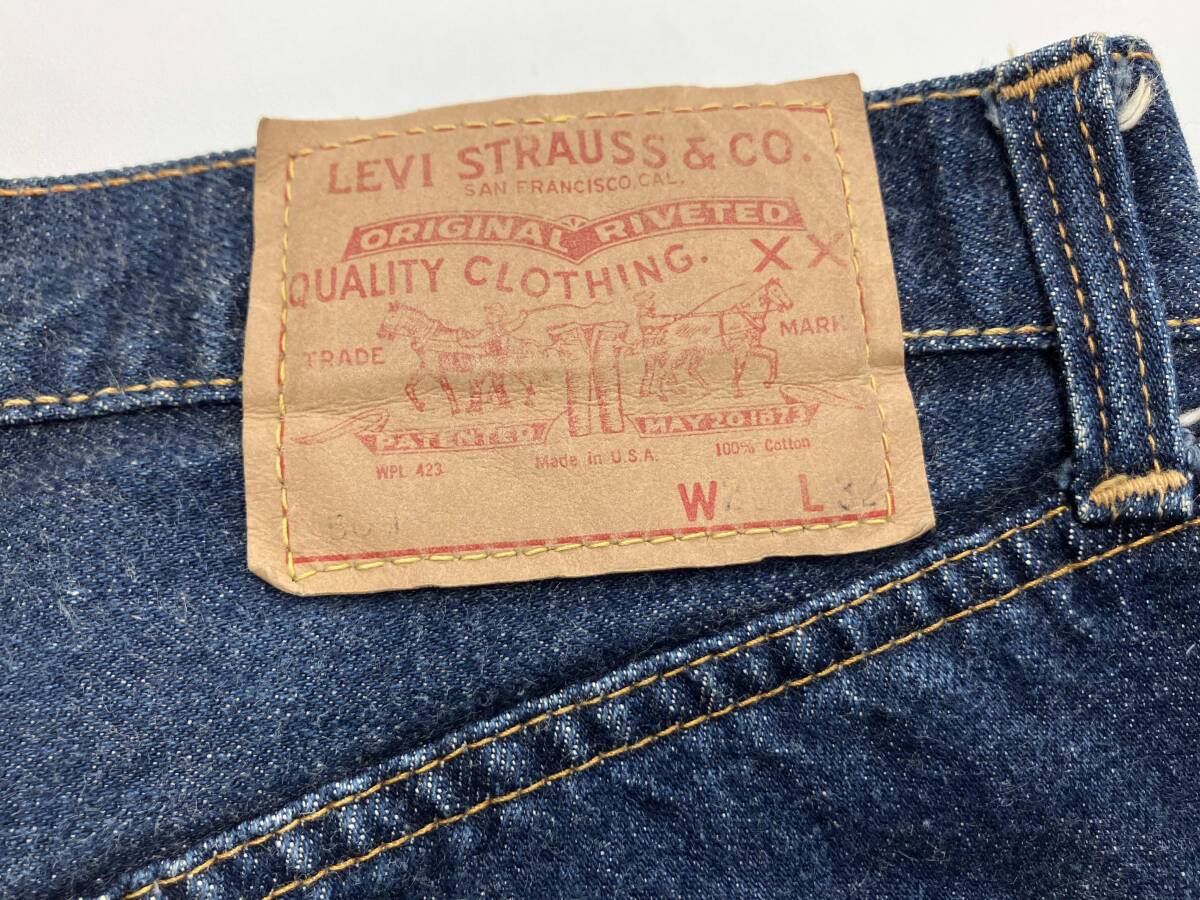 LEVI STRAUSS & CO.
SAN FRANCISCO, CAL.
ORIGINAL RIVETED
QUALITY CLOTHING. XX
TRADE MARK
PATENTED MAY 20 1873
WPL 423 Made in U.S.A. 100% Cotton
W L 32